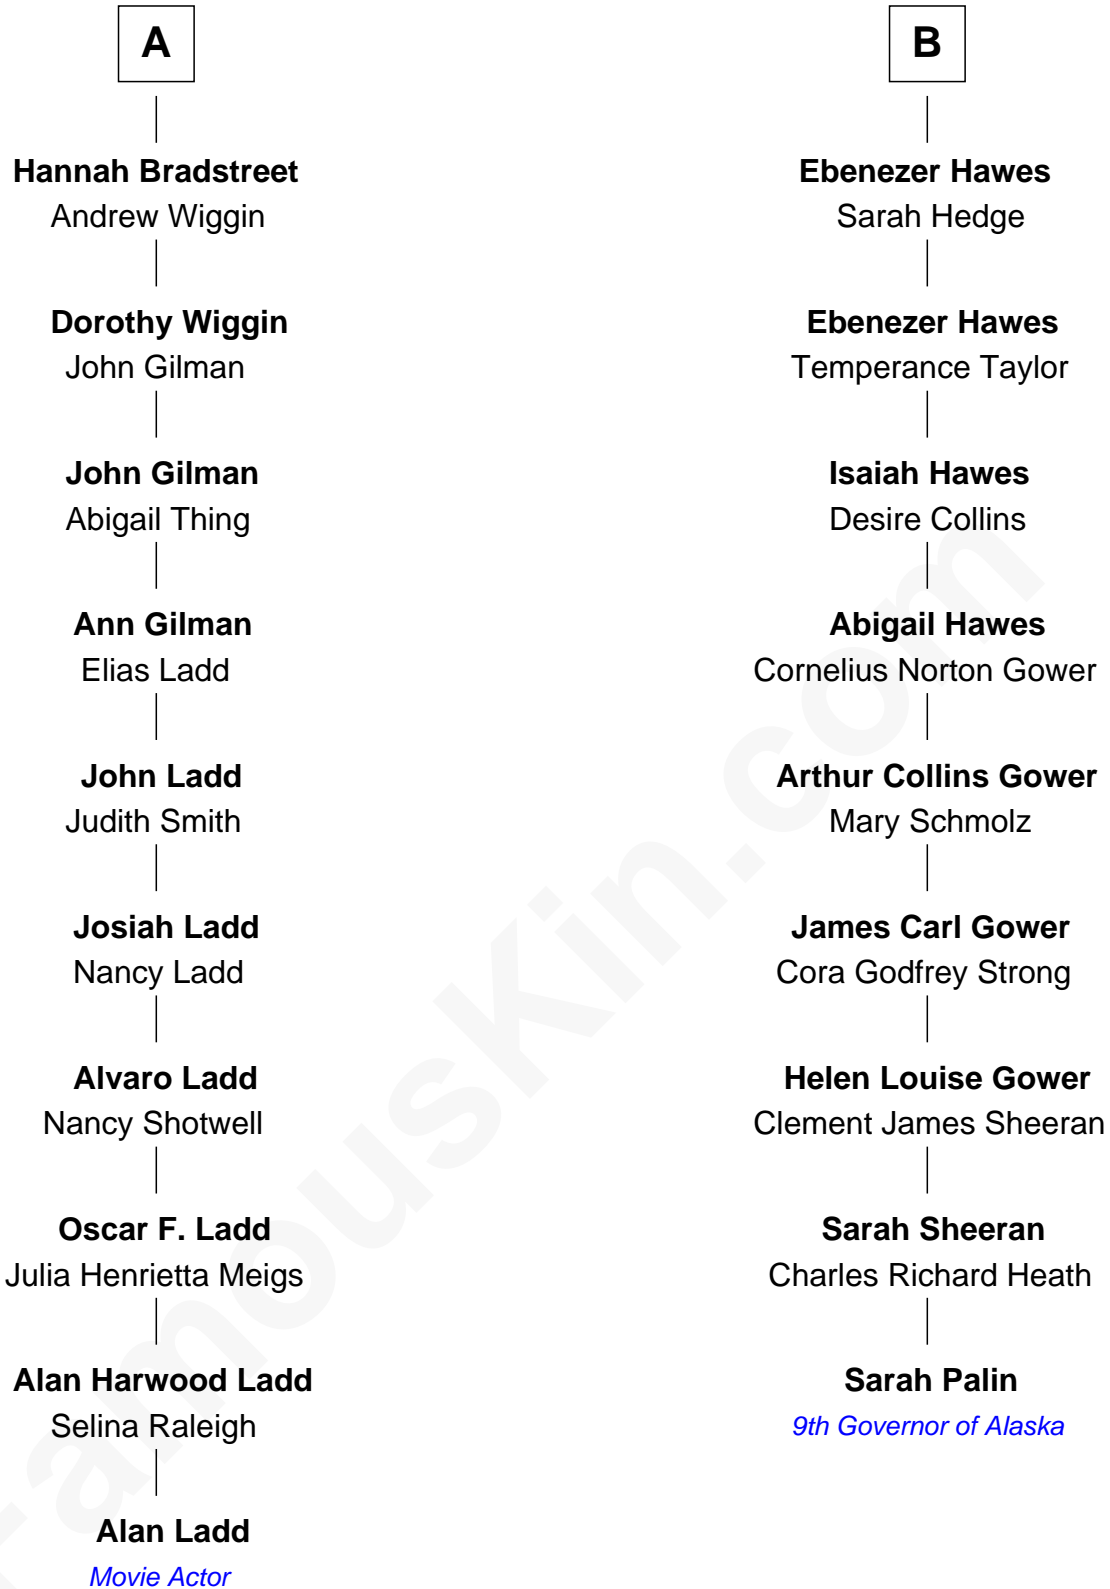 A
Hannah Bradstreet
Andrew Wiggin
Dorothy Wiggin
John Gilman
John Gilman
Abigail Thing
Ann Gilman
Elias Ladd
John Ladd
Judith Smith
Josiah Ladd
Nancy Ladd
Alvaro Ladd
Nancy Shotwell
Oscar F. Ladd
Julia Henrietta Meigs
Alan Harwood Ladd
Selina Raleigh
Alan Ladd
Movie Actor
B
Ebenezer Hawes
Sarah Hedge
Ebenezer Hawes
Temperance Taylor
Isaiah Hawes
Desire Collins
Abigail Hawes
Cornelius Norton Gower
Arthur Collins Gower
Mary Schmolz
James Carl Gower
Cora Godfrey Strong
Helen Louise Gower
Clement James Sheeran
Sarah Sheeran
Charles Richard Heath
Sarah Palin
9th Governor of Alaska
FamousKin.com